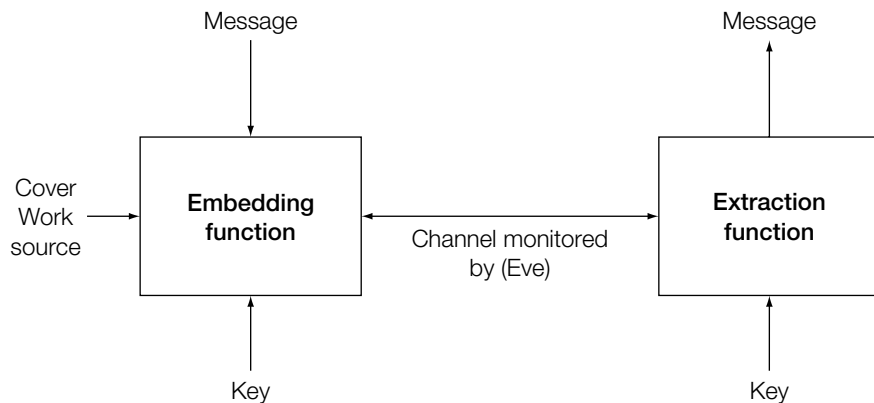 Message
Message
Cover
Work
source
Embedding
function
Channel monitored
by (Eve)
Extraction
function
Key
Key